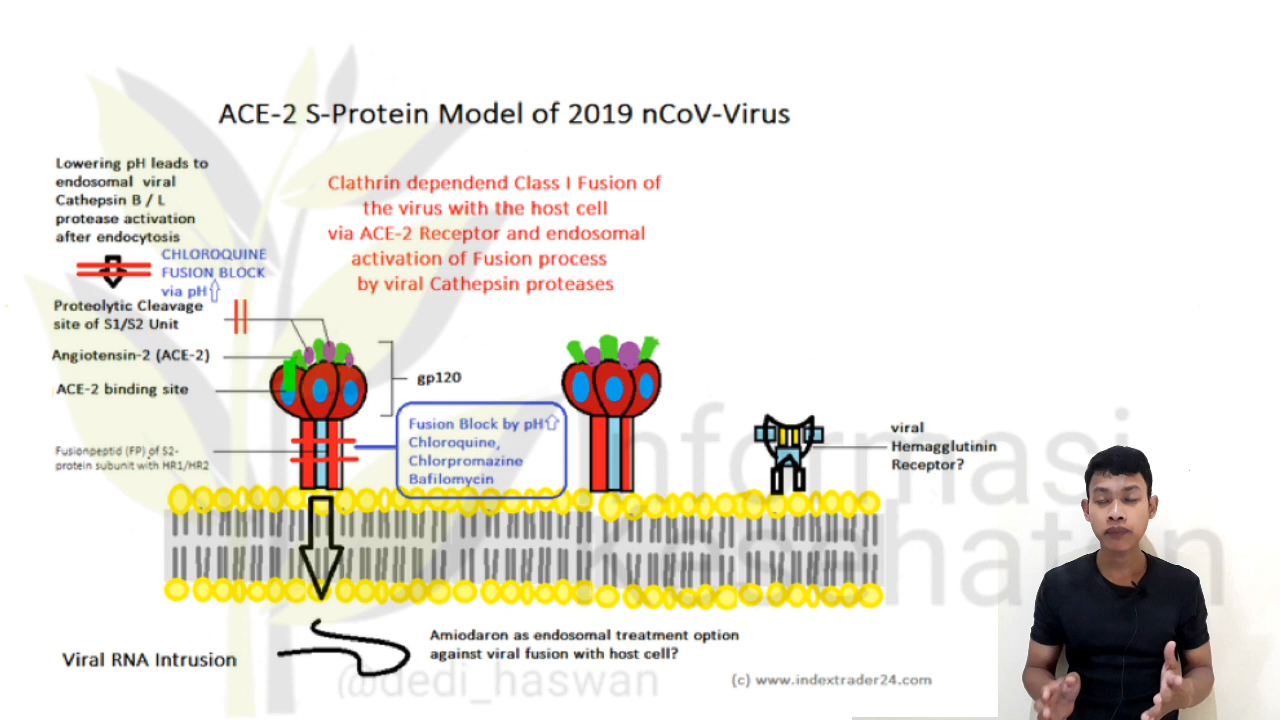 ACE-2 S-Protein Model of 2019 nCoV-Virus
Lowering pH leads to
endosomal viral
Cathepsin B / L
protease activation
after endocytosis
Clathrin dependend Class I Fusion of
the virus with the host cell
via ACE-2 Receptor and endosomal
activation of Fusion process
by viral Cathepsin proteases
CHLOROQUINE
FUSION BLOCK
via pH
Proteolytic Cleavage
site of S1/S2 Unit
Angiotensin-2 (ACE-2)
ACE-2 binding site
gp120
Fusionpeptid (FP) of S2-
protein subunit with HR1/HR2
Fusion Block by pH
Chloroquine,
Chlorpromazine
Bafilomycin
viral
Hemagglutinin
Receptor?
informasi
kesehatan
Viral RNA Intrusion
Amiodaron as endosomal treatment option
against viral fusion with host cell?
@dedi_haswan
(c) www.indextrader24.com